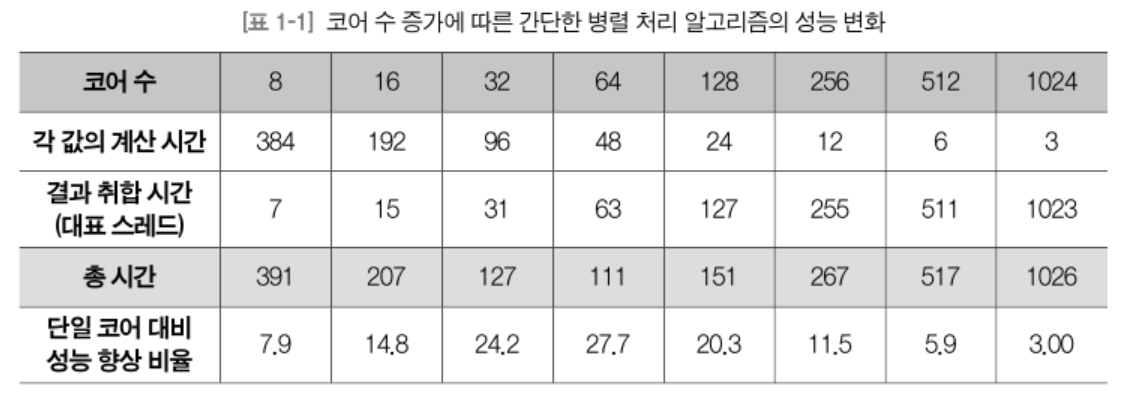 [표 1-1] 코어 수 증가에 따른 간단한 병렬 처리 알고리즘의 성능 변화
코어 수 8 16 32 64 128 256 512 1024
각 값의 계산 시간 384 192 96 48 24 12 6 3
결과 취합 시간
(대표 스레드) 7 15 31 63 127 255 511 1023
총 시간 391 207 127 111 151 267 517 1026
단일 코어 대비
성능 향상 비율 7.9 14.8 24.2 27.7 20.3 11.5 5.9 3.00